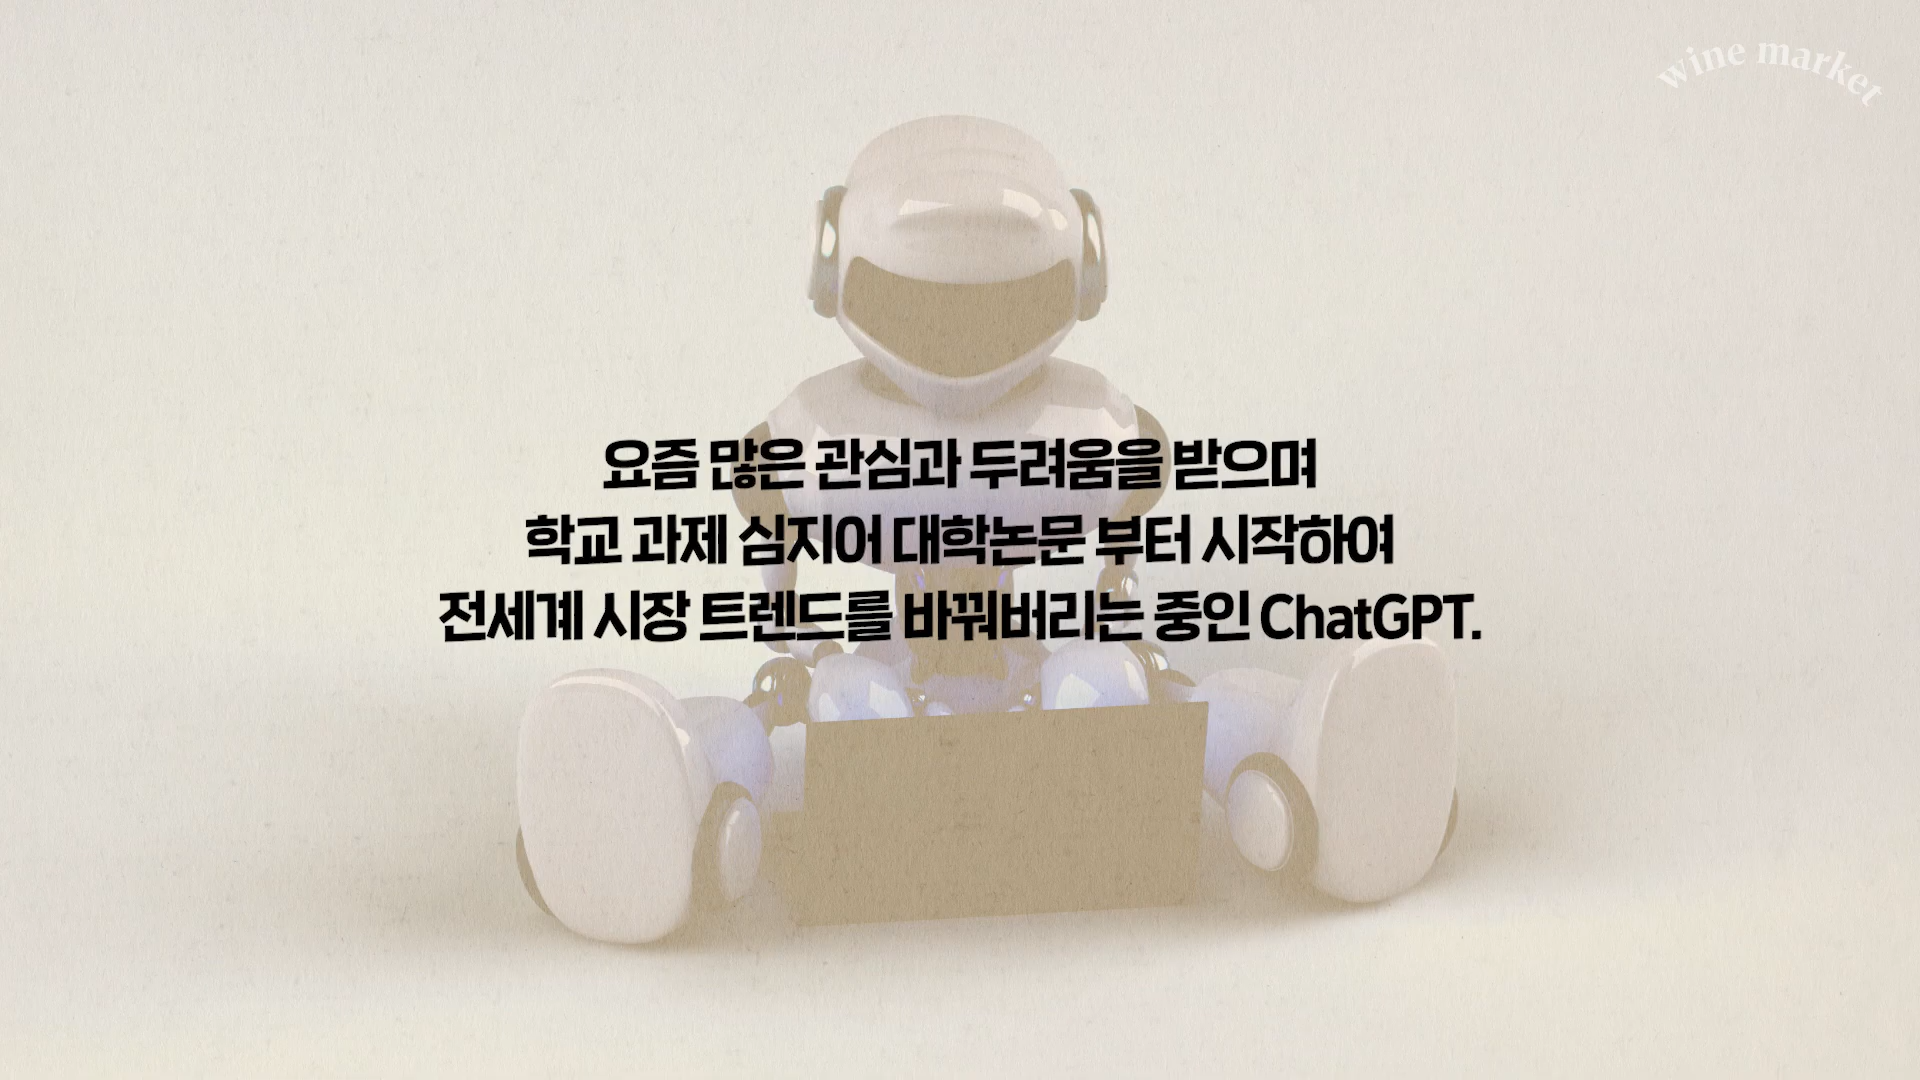 wine market
요즘 많은 관심과 두려움을 받으며
학교 과제 심지어 대학논문 부터 시작하여
전세계 시장 트렌드를 바꿔버리는 중인 ChatGPT.